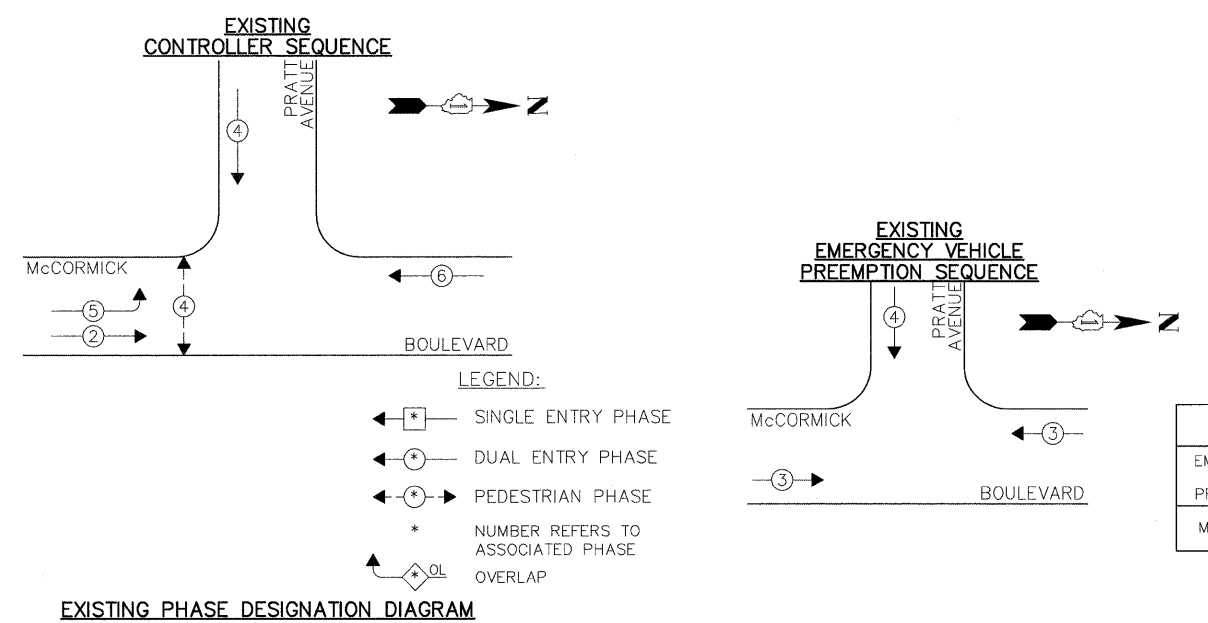 EXISTING
CONTROLLER SEQUENCE
PRATT
AVENUE
N
4
McCORMICK
6
5
4
2
BOULEVARD
LEGEND:
* SINGLE ENTRY PHASE
* DUAL ENTRY PHASE
* PEDESTRIAN PHASE
* NUMBER REFERS TO
ASSOCIATED PHASE
* OL OVERLAP
EXISTING PHASE DESIGNATION DIAGRAM
EXISTING
EMERGENCY VEHICLE
PREEMPTION SEQUENCE
4
PRATT
AVENUE
N
McCORMICK
3
3
BOULEVARD
EM
PR
M